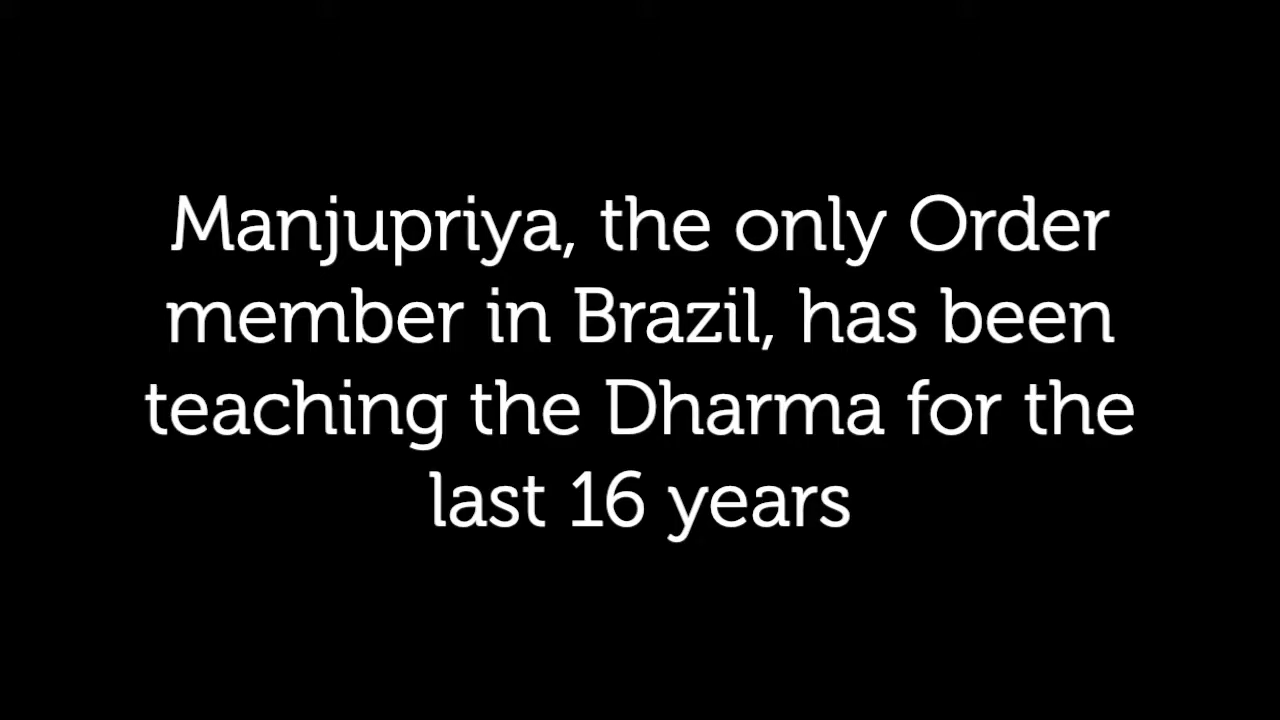 Manjupriya, the only Order
member in Brazil, has been
teaching the Dharma for the
last 16 years